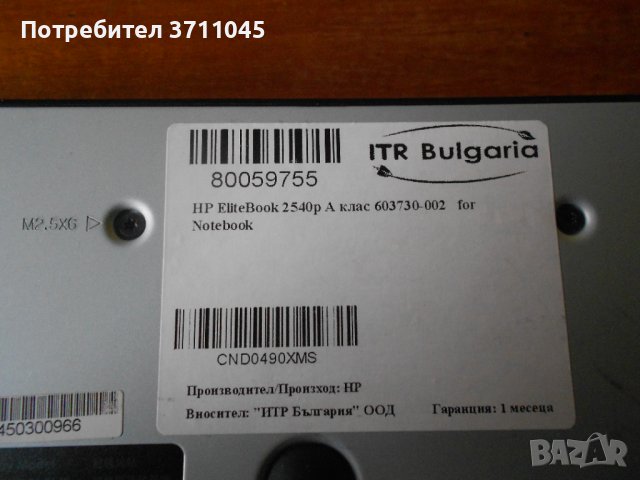 Потребител 3711045
ITR Bulgaria
80059755
HP EliteBook 2540p А клас 603730-002 for
Notebook
M2.5X6
CND0490XMS
Производител/Произход: HP
Вносител: "ИТР България" ООД Гаранция: 1 месеца
450300966
BAZAR